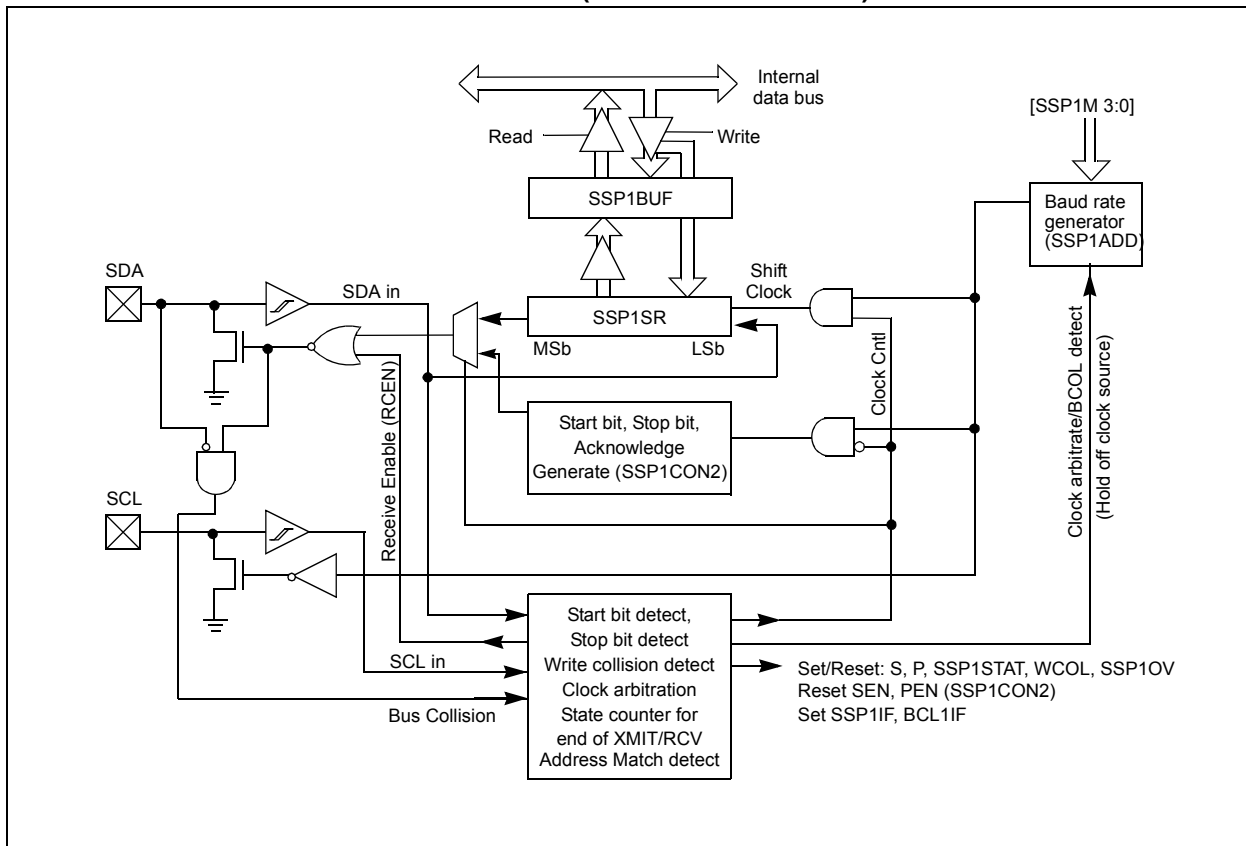 Internal
data bus
[SSP1M 3:0]
Read
Write
SSP1BUF
Baud rate
generator
(SSP1ADD)
SDA
Shift
Clock
SDA in
SSP1SR
MSb
LSb
Receive Enable (RCEN)
Clock Cntl
Clock arbitrate/BCOL detect
(Hold off clock source)
Start bit, Stop bit,
Acknowledge
Generate (SSP1CON2)
SCL
Start bit detect,
Stop bit detect
SCL in
Write collision detect
Clock arbitration
Bus Collision
State counter for
end of XMIT/RCV
Address Match detect
Set/Reset: S, P, SSP1STAT, WCOL, SSP1OV
Reset SEN, PEN (SSP1CON2)
Set SSP1IF, BCL1IF